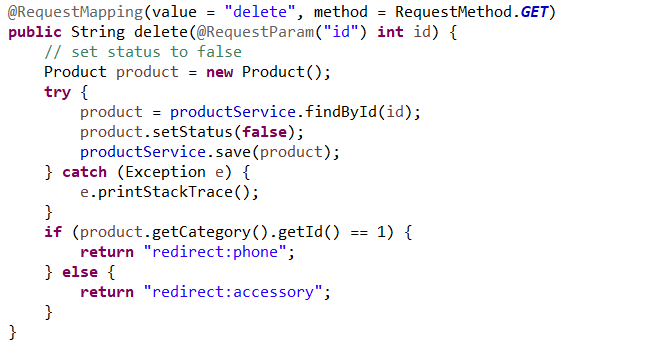 @RequestMapping(value = "delete", method = RequestMethod.GET)
public String delete(@RequestParam("id") int id) {
    // set status to false
    Product product = new Product();
    try {
        product = productService.findById(id);
        product.setStatus(false);
        productService.save(product);
    } catch (Exception e) {
        e.printStackTrace();
    }
    if (product.getCategory().getId() == 1) {
        return "redirect:phone";
    } else {
        return "redirect:accessory";
    }
}